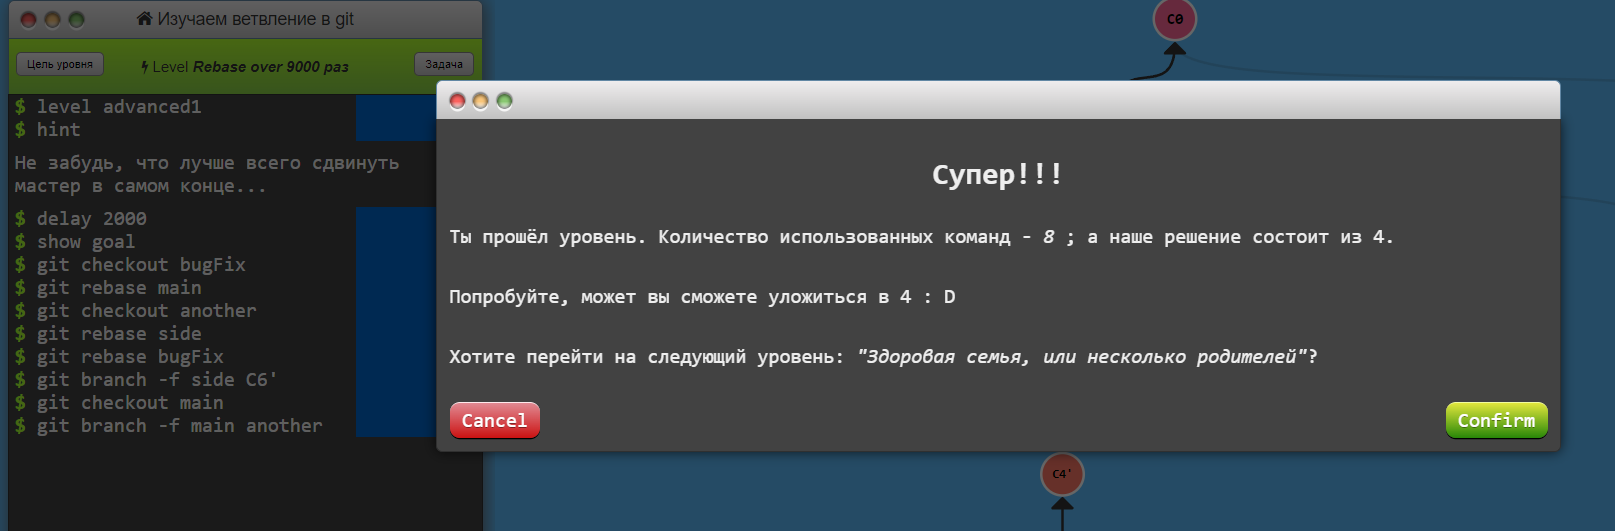 Изучаем ветвление в git
Цель уровня
Level Rebase over 9000 раз
Задача
$ level advanced1
$ hint
Не забудь, что лучше всего сдвинуть
мастер в самом конце...
$ delay 2000
$ show goal
$ git checkout bugFix
$ git rebase main
$ git checkout another
$ git rebase side
$ git rebase bugFix
$ git branch -f side C6'
$ git checkout main
$ git branch -f main another
C0
Супер!!!
Ты прошёл уровень. Количество использованных команд - 8 ; а наше решение состоит из 4.
Попробуйте, может вы сможете уложиться в 4 : D
Хотите перейти на следующий уровень: "Здоровая семья, или несколько родителей"?
Cancel
Confirm
C4'